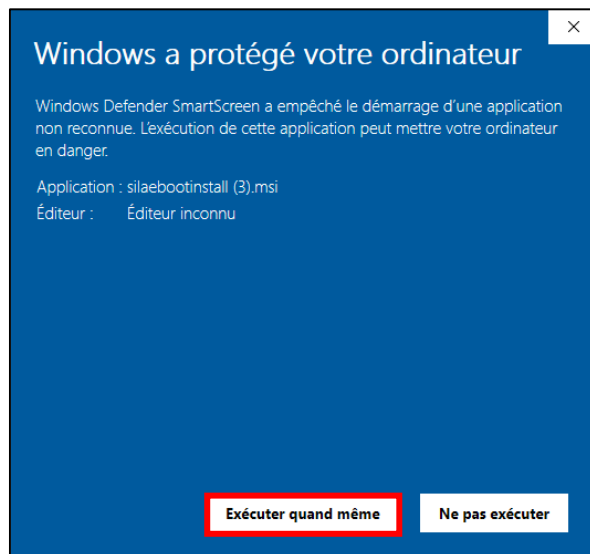 Windows a protégé votre ordinateur
Windows Defender SmartScreen a empêché le démarrage d'une application
non reconnue. L'exécution de cette application peut mettre votre ordinateur
en danger.
Application : silaebootinstall (3).msi
Éditeur : Éditeur inconnu
Exécuter quand même Ne pas exécuter